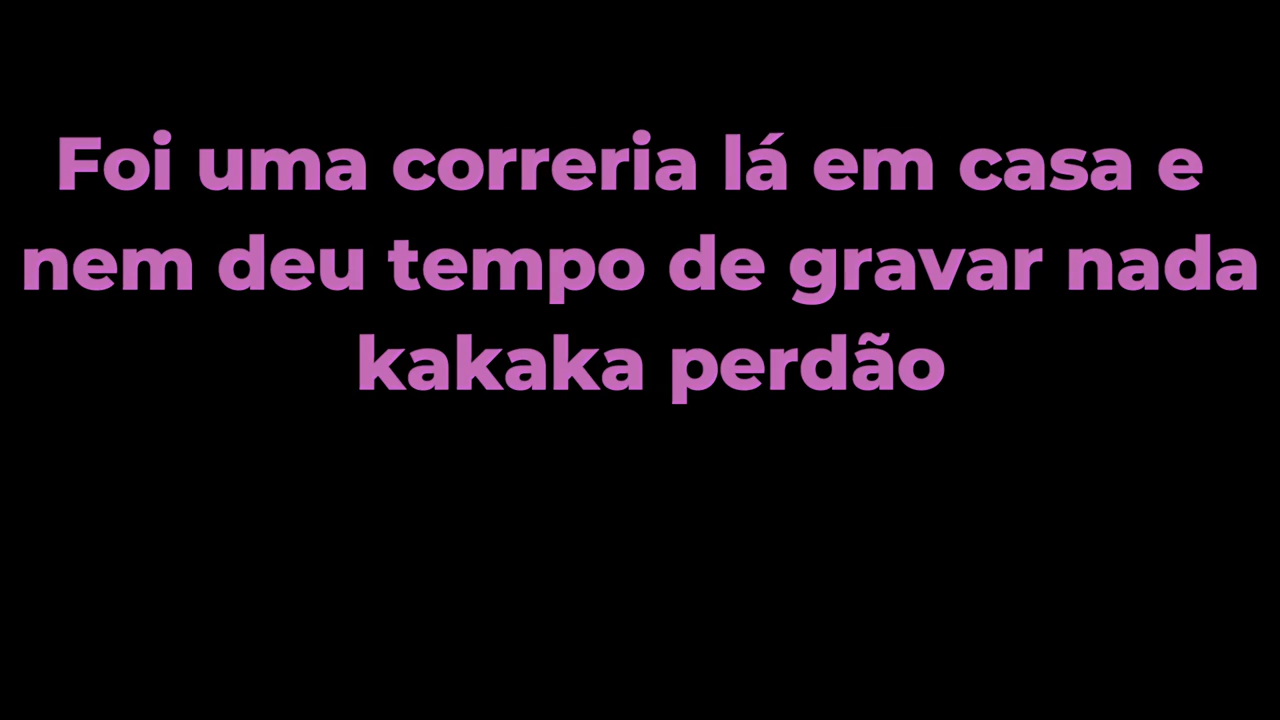 Foi uma correria lá em casa e
nem deu tempo de gravar nada
kakaka perdão